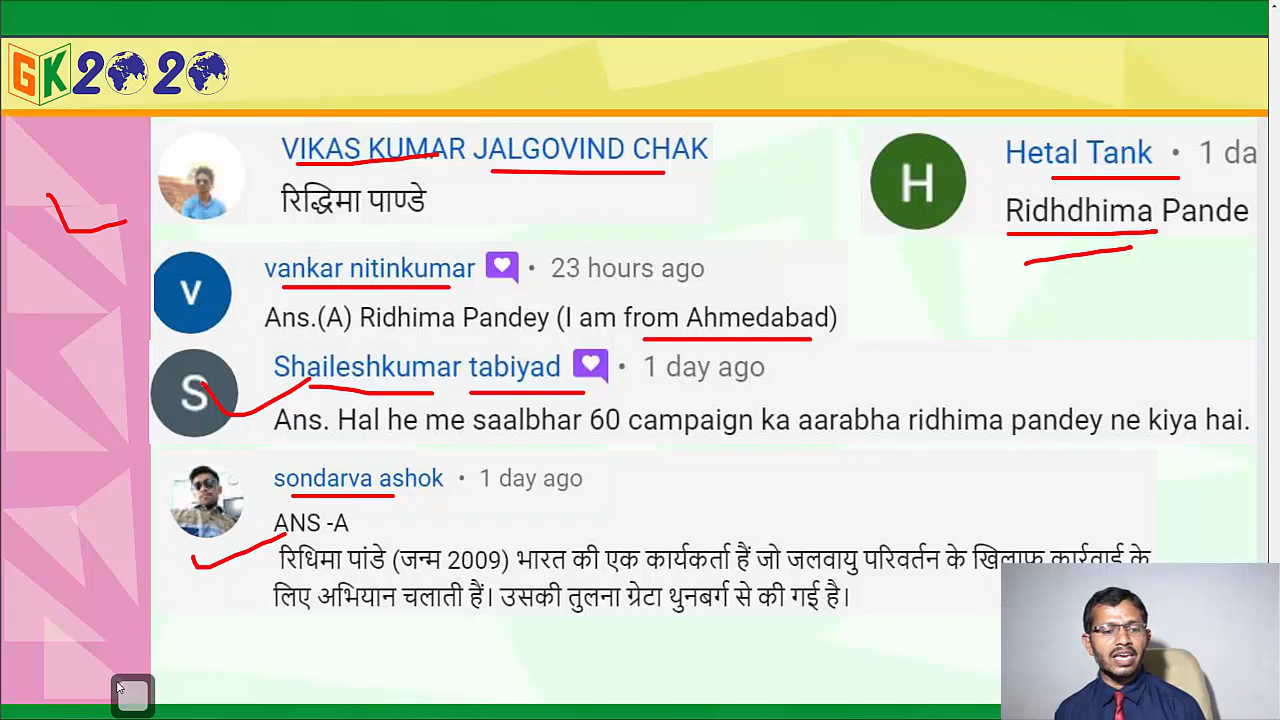 GK2020
VIKAS KUMAR JALGOVIND CHAK
रिद्धिमा पाण्डे
H
Hetal Tank • 1 da
Ridhdhima Pande
v
vankar nitinkumar • 23 hours ago
Ans.(A) Ridhima Pandey (I am from Ahmedabad)
S
Shaileshkumar tabiyad • 1 day ago
Ans. Hal he me saalbhar 60 campaign ka aarabha ridhima pandey ne kiya hai.
sondarva ashok • 1 day ago
ANS -A
रिधिमा पांडे (जन्म 2009) भारत की एक कार्यकर्ता हैं जो जलवायु परिवर्तन के खिलाफ कार्रवाई के
लिए अभियान चलाती हैं। उसकी तुलना ग्रेटा थुनबर्ग से की गई है।